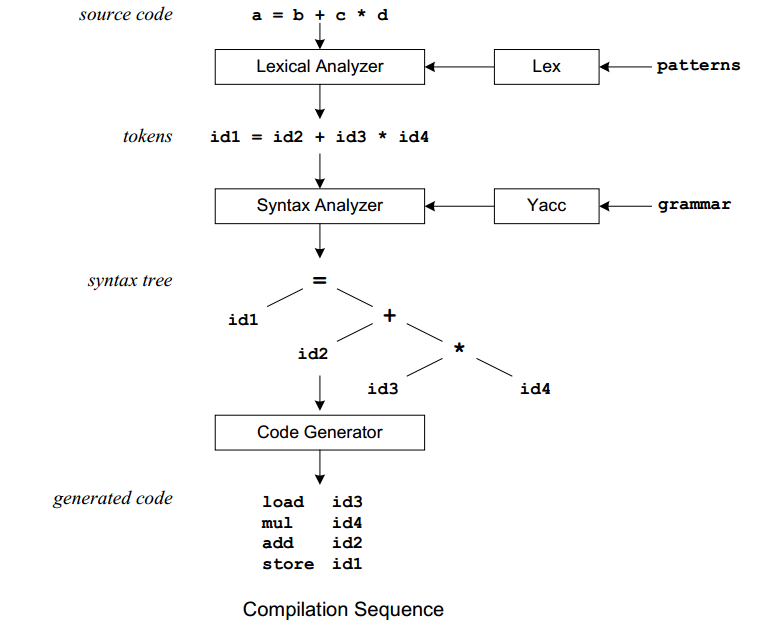 source code a = b + c * d
Lexical Analyzer Lex patterns
tokens id1 = id2 + id3 * id4
Syntax Analyzer Yacc grammar
syntax tree =
id1 +
id2 *
id3 id4
Code Generator
generated code load id3
mul id4
add id2
store id1
Compilation Sequence